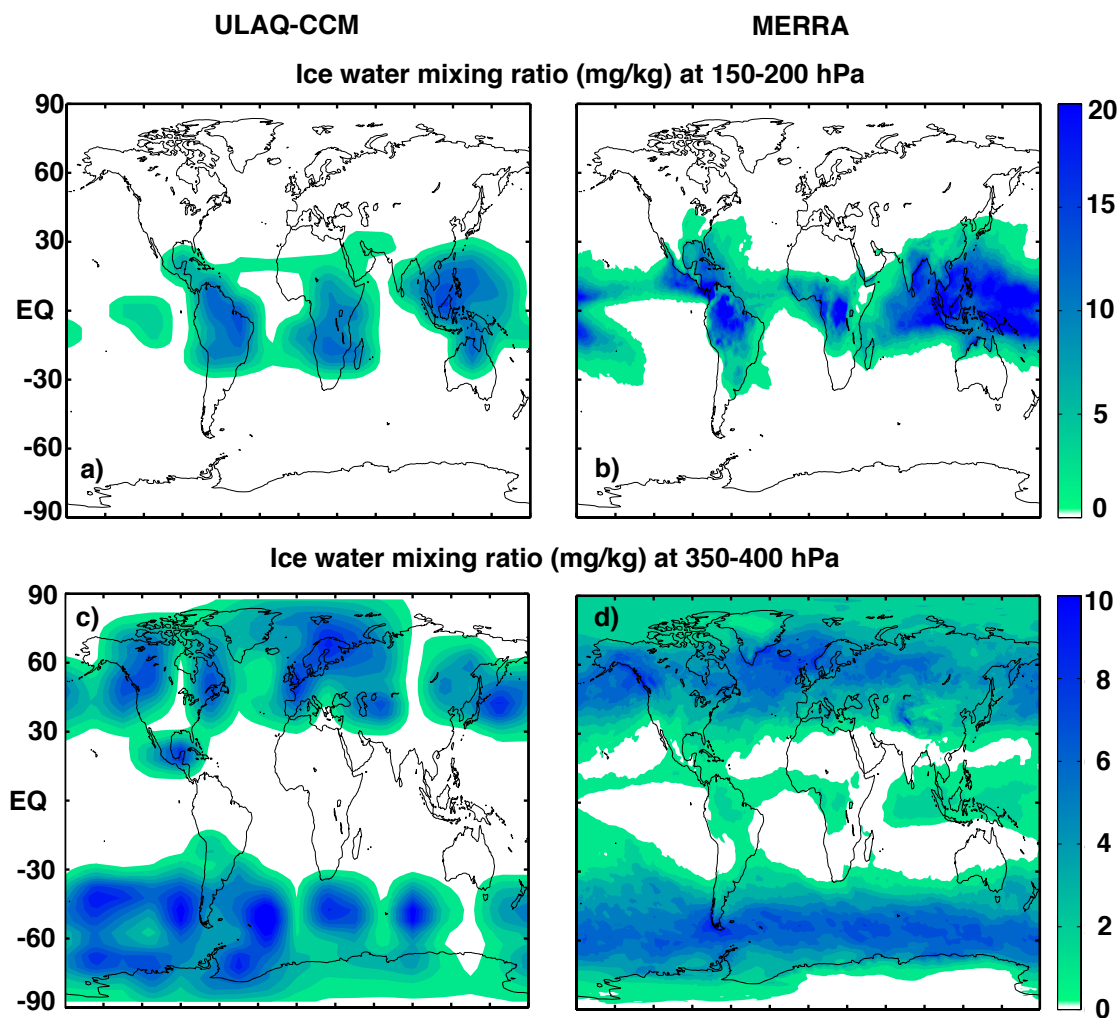 ULAQ-CCM MERRA
Ice water mixing ratio (mg/kg) at 150-200 hPa
90
60
30
EQ
-30
-60
-90
a)
b)
20
15
10
5
0
Ice water mixing ratio (mg/kg) at 350-400 hPa
90
60
30
EQ
-30
-60
-90
c)
d)
10
8
6
4
2
0